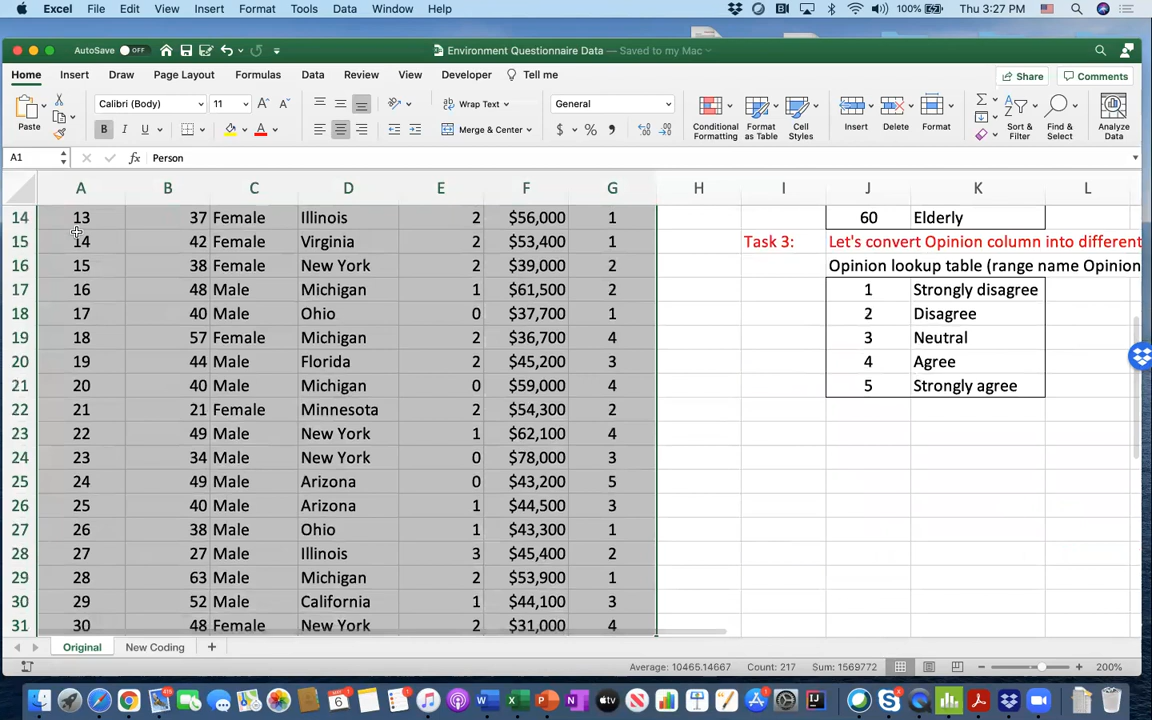 Excel File Edit View Insert Format Tools Data Window Help 100% Thu 3:27 PM
AutoSave OFF Environment Questionnaire Data — Saved to my Mac
Home Insert Draw Page Layout Formulas Data Review View Developer Tell me Share Comments
Paste Calibri (Body) 11 Wrap Text General Conditional Formatting Format as Table Cell Styles Insert Delete Format Sort & Filter Find & Select Analyze Data
B I U A Merge & Center $ %
A1 fx Person
A B C D E F G H I J K L
14 13 37 Female Illinois 2 $56,000 1 60 Elderly
15 14 42 Female Virginia 2 $53,400 1 Task 3: Let's convert Opinion column into different
16 15 38 Female New York 2 $39,000 2 Opinion lookup table (range name Opinion
17 16 48 Male Michigan 1 $61,500 2 1 Strongly disagree
18 17 40 Male Ohio 0 $37,700 1 2 Disagree
19 18 57 Female Michigan 2 $36,700 4 3 Neutral
20 19 44 Male Florida 2 $45,200 3 4 Agree
21 20 40 Male Michigan 0 $59,000 4 5 Strongly agree
22 21 21 Female Minnesota 2 $54,300 2
23 22 49 Male New York 1 $62,100 4
24 23 34 Male New York 0 $78,000 3
25 24 49 Male Arizona 0 $43,200 5
26 25 40 Male Arizona 1 $44,500 3
27 26 38 Male Ohio 1 $43,300 1
28 27 27 Male Illinois 3 $45,400 2
29 28 63 Male Michigan 2 $53,900 1
30 29 52 Male California 1 $44,100 3
31 30 48 Female New York 2 $31,000 4
Original New Coding +
Average: 10465.14667 Count: 217 Sum: 1569772 200%